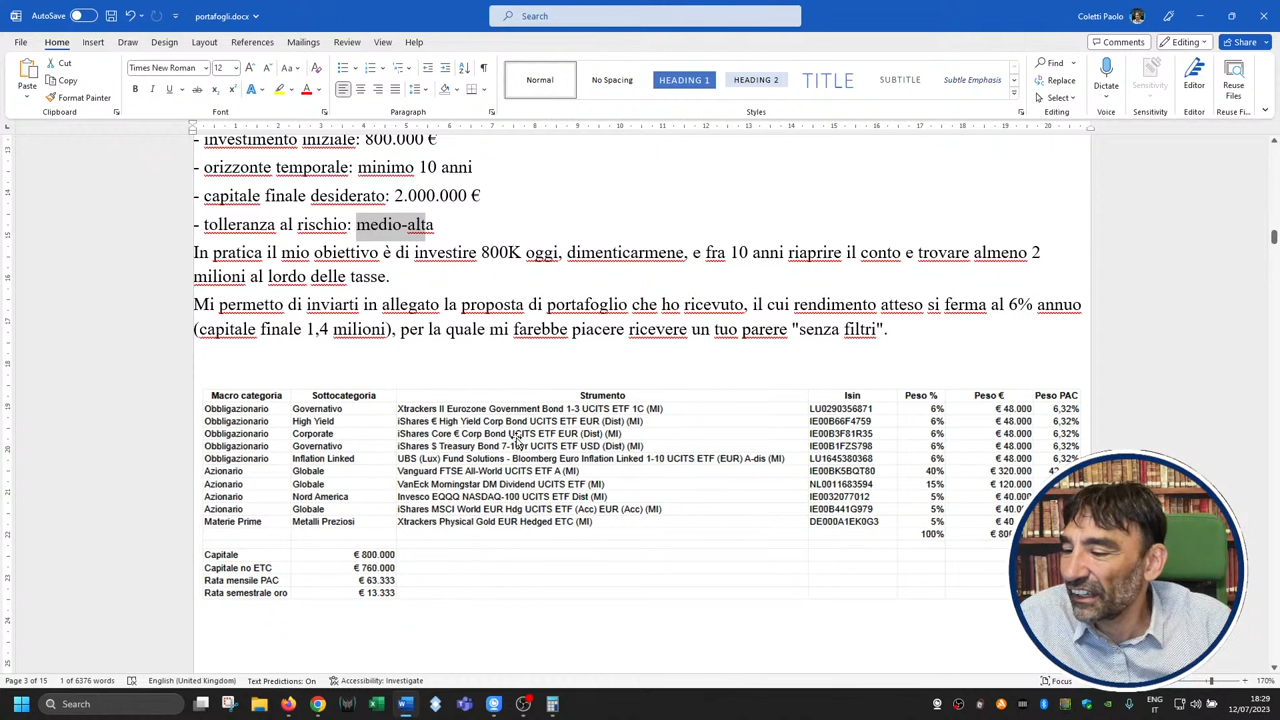 AutoSave Off portafogli.docx Search Coletti Paolo
File Home Insert Draw Design Layout References Mailings Review View Help Comments Editing Share
Cut
Copy
Format Painter
Paste
Times New Roman 12
Normal No Spacing HEADING 1 HEADING 2 TITLE SUBTITLE Subtle Emphasis
Find
Replace
Select
Dictate Sensitivity Editor Reuse Files
Clipboard Font Paragraph Styles Editing Voice Sensitivity Editor Reuse Fi...
- investimento iniziale: 800.000 €
- orizzonte temporale: minimo 10 anni
- capitale finale desiderato: 2.000.000 €
- tolleranza al rischio: medio-alta
In pratica il mio obiettivo è di investire 800K oggi, dimenticarmene, e fra 10 anni riaprire il conto e trovare almeno 2
milioni al lordo delle tasse.
Mi permetto di inviarti in allegato la proposta di portafoglio che ho ricevuto, il cui rendimento atteso si ferma al 6% annuo
(capitale finale 1,4 milioni), per la quale mi farebbe piacere ricevere un tuo parere "senza filtri".
Macro categoria Sottocategoria Strumento Isin Peso % Peso € Peso PAC
Obbligazionario Governativo Xtrackers II Eurozone Government Bond 1-3 UCITS ETF 1C (MI) LU0290356871 6% € 48.000 6,32%
Obbligazionario High Yield iShares € High Yield Corp Bond UCITS ETF EUR (Dist) (MI) IE00B66F4759 6% € 48.000 6,32%
Obbligazionario Corporate iShares Core € Corp Bond UCITS ETF EUR (Dist) (MI) IE00B3F81R35 6% € 48.000 6,32%
Obbligazionario Governativo iShares $ Treasury Bond 7-10yr UCITS ETF USD (Dist) (MI) IE00B1FZS798 6% € 48.000 6,32%
Obbligazionario Inflation Linked UBS (Lux) Fund Solutions - Bloomberg Euro Inflation Linked 1-10 UCITS ETF (EUR) A-dis (MI) LU1645380368 6% € 48.000 6,32%
Azionario Globale Vanguard FTSE All-World UCITS ETF A (MI) IE00BK5BQT80 40% € 320.000
Azionario Globale VanEck Morningstar DM Dividend UCITS ETF NL0011683594 15% € 120.000
Azionario Nord America Invesco EQQQ NASDAQ-100 UCITS ETF Dist (MI) IE0032077012 5% € 40.000
Azionario Globale iShares MSCI World EUR Hdg UCITS ETF (Acc) EUR (Acc) (MI) IE00B441G979 5% € 40.
Materie Prime Metalli Preziosi Xtrackers Physical Gold EUR Hedged ETC (MI) DE000A1EK0G3 5% € 40
100% € 800
Capitale € 800.000
Capitale no ETC € 760.000
Rata mensile PAC € 63.333
Rata semestrale oro € 13.333
Page 3 of 15 1 of 6376 words English (United Kingdom) Text Predictions: On Accessibility: Investigate Focus 170%
Search ENG IT 18:29 12/07/2023